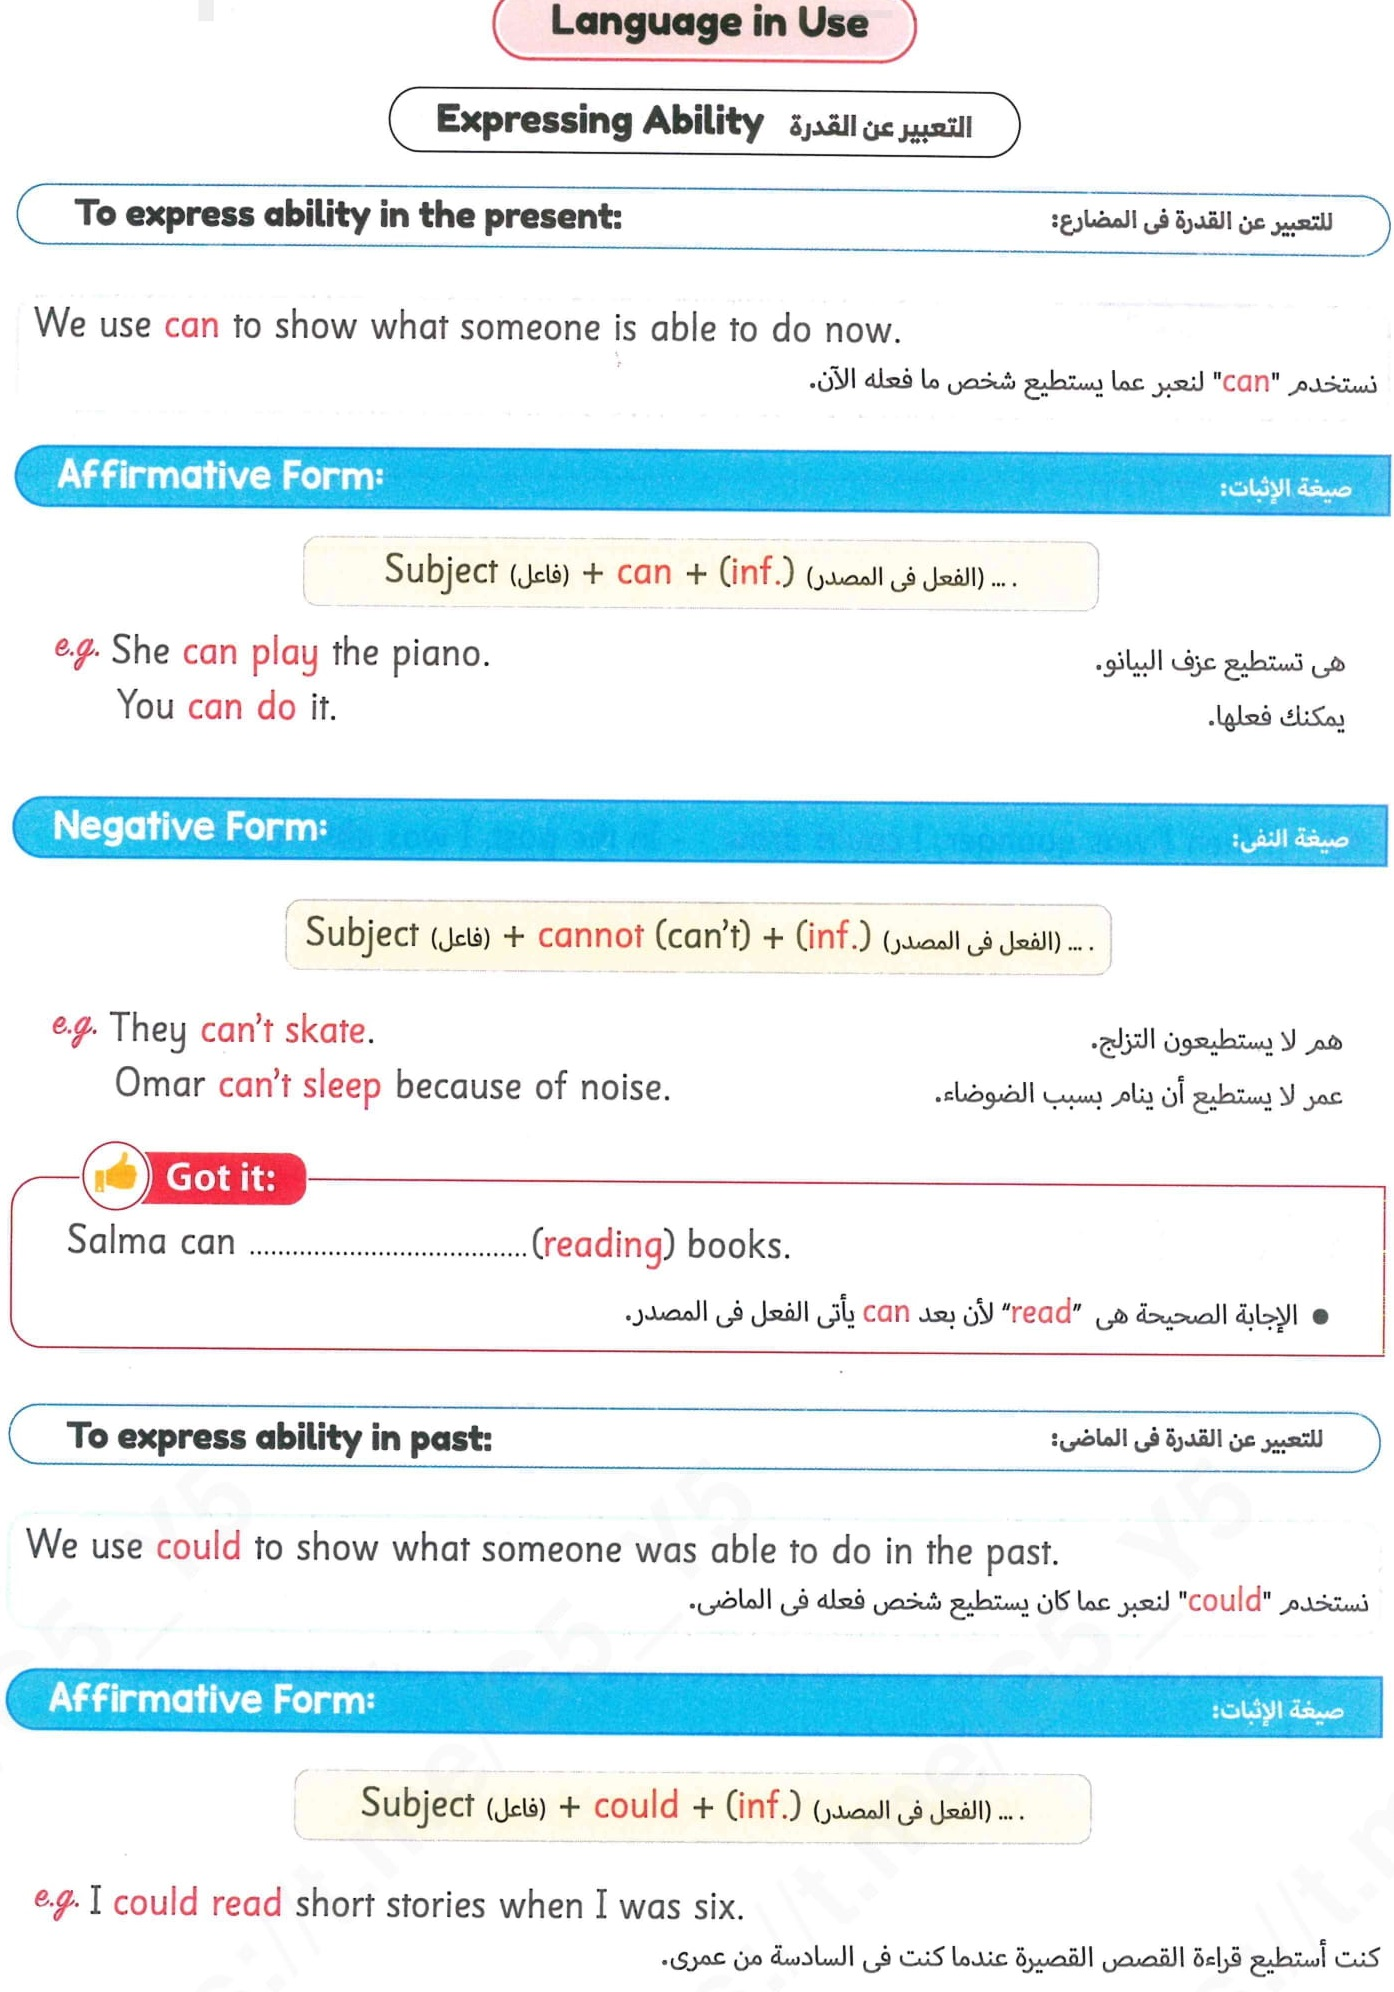 Language in Use
Expressing Ability التعبير عن القدرة
To express ability in the present: للتعبير عن القدرة فى المضارع:
We use can to show what someone is able to do now.
نستخدم "can" لنعبر عما يستطيع شخص ما فعله الآن.
Affirmative Form: صيغة الإثبات:
Subject (فاعل) + can + (inf.) (الفعل فى المصدر) ... .
e.g. She can play the piano. هى تستطيع عزف البيانو.
You can do it. يمكنك فعلها.
Negative Form: صيغة النفى:
Subject (فاعل) + cannot (can't) + (inf.) (الفعل فى المصدر) ... .
e.g. They can't skate. هم لا يستطيعون التزلج.
Omar can't sleep because of noise. عمر لا يستطيع أن ينام بسبب الضوضاء.
Got it:
Salma can ...................................... (reading) books.
● الإجابة الصحيحة هى "read" لأن بعد can يأتى الفعل فى المصدر.
To express ability in past: للتعبير عن القدرة فى الماضى:
We use could to show what someone was able to do in the past.
نستخدم "could" لنعبر عما كان يستطيع شخص فعله فى الماضى.
Affirmative Form: صيغة الإثبات:
Subject (فاعل) + could + (inf.) (الفعل فى المصدر) ... .
e.g. I could read short stories when I was six.
كنت أستطيع قراءة القصص القصيرة عندما كنت فى السادسة من عمرى.